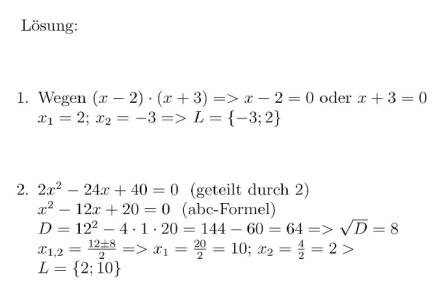 Lösung:
1. Wegen (x − 2) · (x + 3) => x − 2 = 0 oder x + 3 = 0
x₁ = 2; x₂ = −3 => L = {−3; 2}
2. 2x² − 24x + 40 = 0 (geteilt durch 2)
x² − 12x + 20 = 0 (abc-Formel)
D = 12² − 4 · 1 · 20 = 144 − 60 = 64 => √D = 8
x₁,₂ = (12±8)/2 => x₁ = 20/2 = 10; x₂ = 4/2 = 2 >
L = {2; 10}